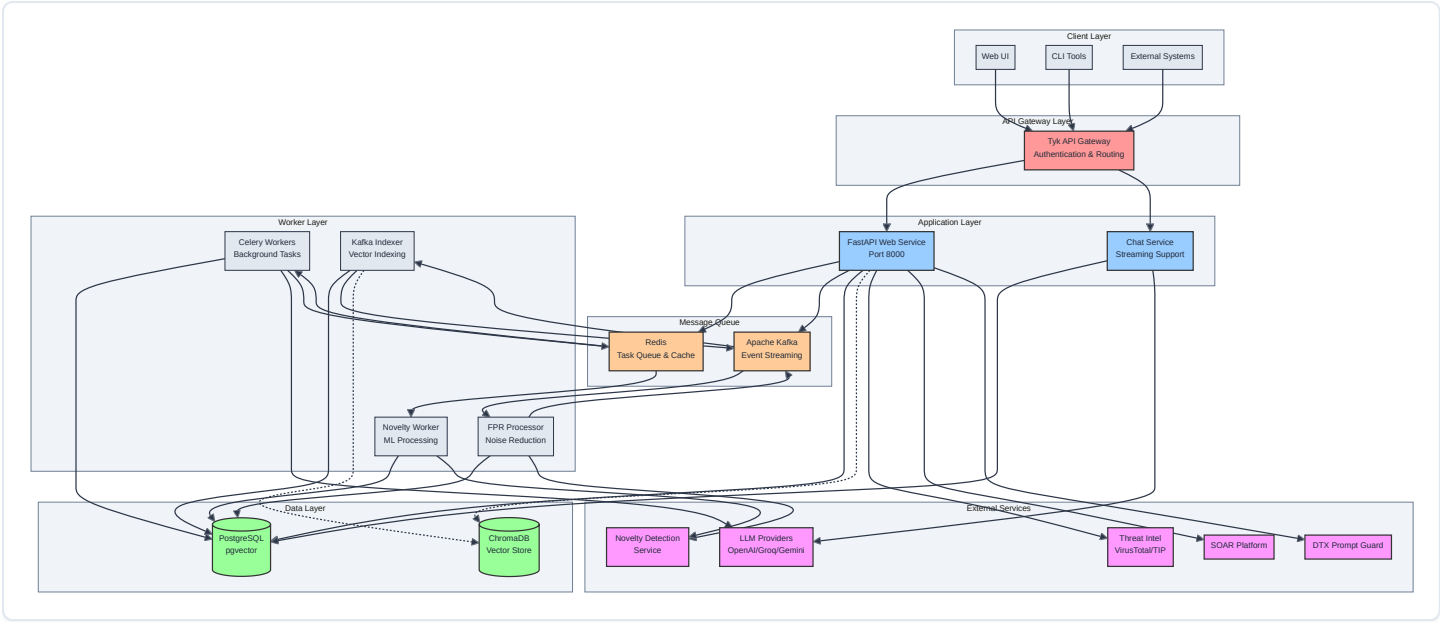 Client Layer
Web UI
CLI Tools
External Systems
API Gateway Layer
Tyk API Gateway
Authentication & Routing
Worker Layer
Celery Workers
Background Tasks
Kafka Indexer
Vector Indexing
Application Layer
FastAPI Web Service
Port 8000
Chat Service
Streaming Support
Message Queue
Redis
Task Queue & Cache
Apache Kafka
Event Streaming
Novelty Worker
ML Processing
FPR Processor
Noise Reduction
Data Layer
PostgreSQL
pgvector
ChromaDB
Vector Store
External Services
Novelty Detection
Service
LLM Providers
OpenAI/Groq/Gemini
Threat Intel
VirusTotal/TIP
SOAR Platform
DTX Prompt Guard